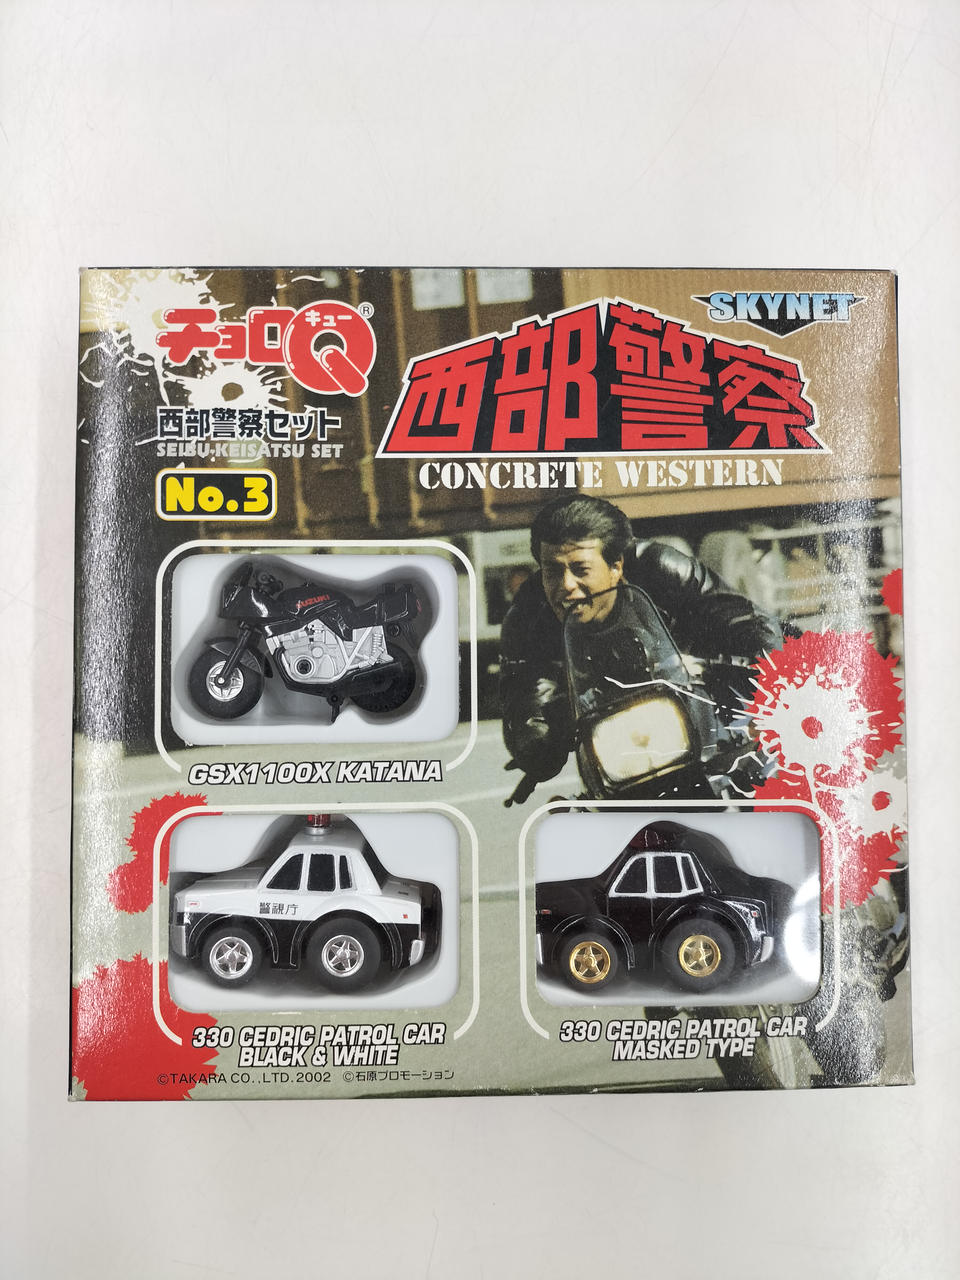 チョロQ®
キュー
SKYNET
西部警察
CONCRETE WESTERN
西部警察セット
SEIBU-KEISATSU SET
No.3
SUZUKI
GSX1100X KATANA
警視庁
330 CEDRIC PATROL CAR
BLACK & WHITE
330 CEDRIC PATROL CAR
MASKED TYPE
©TAKARA CO.,LTD.2002 ©石原プロモーション